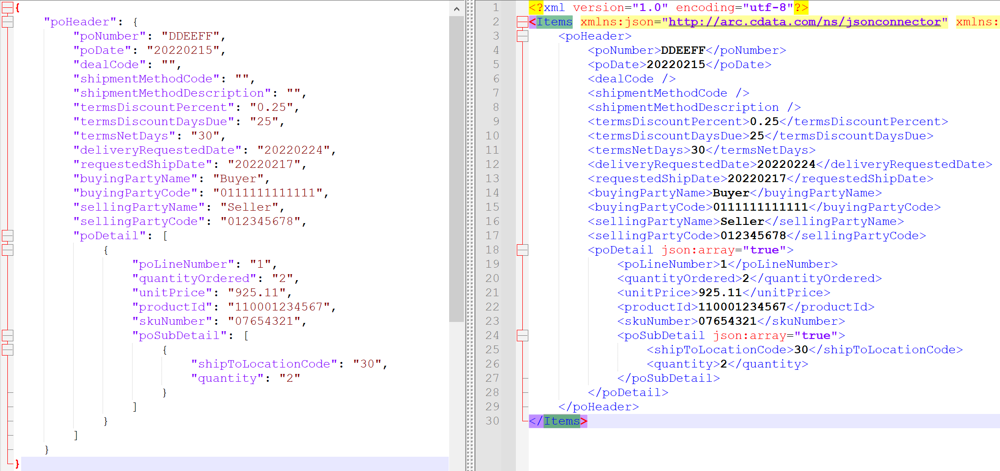 {
    "poHeader": {
        "poNumber": "DDEEFF",
        "poDate": "20220215",
        "dealCode": "",
        "shipmentMethodCode": "",
        "shipmentMethodDescription": "",
        "termsDiscountPercent": "0.25",
        "termsDiscountDaysDue": "25",
        "termsNetDays": "30",
        "deliveryRequestedDate": "20220224",
        "requestedShipDate": "20220217",
        "buyingPartyName": "Buyer",
        "buyingPartyCode": "0111111111111",
        "sellingPartyName": "Seller",
        "sellingPartyCode": "012345678",
        "poDetail": [
            {
                "poLineNumber": "1",
                "quantityOrdered": "2",
                "unitPrice": "925.11",
                "productId": "110001234567",
                "skuNumber": "07654321",
                "poSubDetail": [
                    {
                        "shipToLocationCode": "30",
                        "quantity": "2"
                    }
                ]
            }
        ]
    }
}
1 <?xml version="1.0" encoding="utf-8"?>
2 <Items xmlns:json="http://arc.cdata.com/ns/jsonconnector" xmlns:
3     <poHeader>
4         <poNumber>DDEEFF</poNumber>
5         <poDate>20220215</poDate>
6         <dealCode />
7         <shipmentMethodCode />
8         <shipmentMethodDescription />
9         <termsDiscountPercent>0.25</termsDiscountPercent>
10         <termsDiscountDaysDue>25</termsDiscountDaysDue>
11         <termsNetDays>30</termsNetDays>
12         <deliveryRequestedDate>20220224</deliveryRequestedDate>
13         <requestedShipDate>20220217</requestedShipDate>
14         <buyingPartyName>Buyer</buyingPartyName>
15         <buyingPartyCode>0111111111111</buyingPartyCode>
16         <sellingPartyName>Seller</sellingPartyName>
17         <sellingPartyCode>012345678</sellingPartyCode>
18         <poDetail json:array="true">
19             <poLineNumber>1</poLineNumber>
20             <quantityOrdered>2</quantityOrdered>
21             <unitPrice>925.11</unitPrice>
22             <productId>110001234567</productId>
23             <skuNumber>07654321</skuNumber>
24             <poSubDetail json:array="true">
25                 <shipToLocationCode>30</shipToLocationCode>
26                 <quantity>2</quantity>
27             </poSubDetail>
28         </poDetail>
29     </poHeader>
30 </Items>